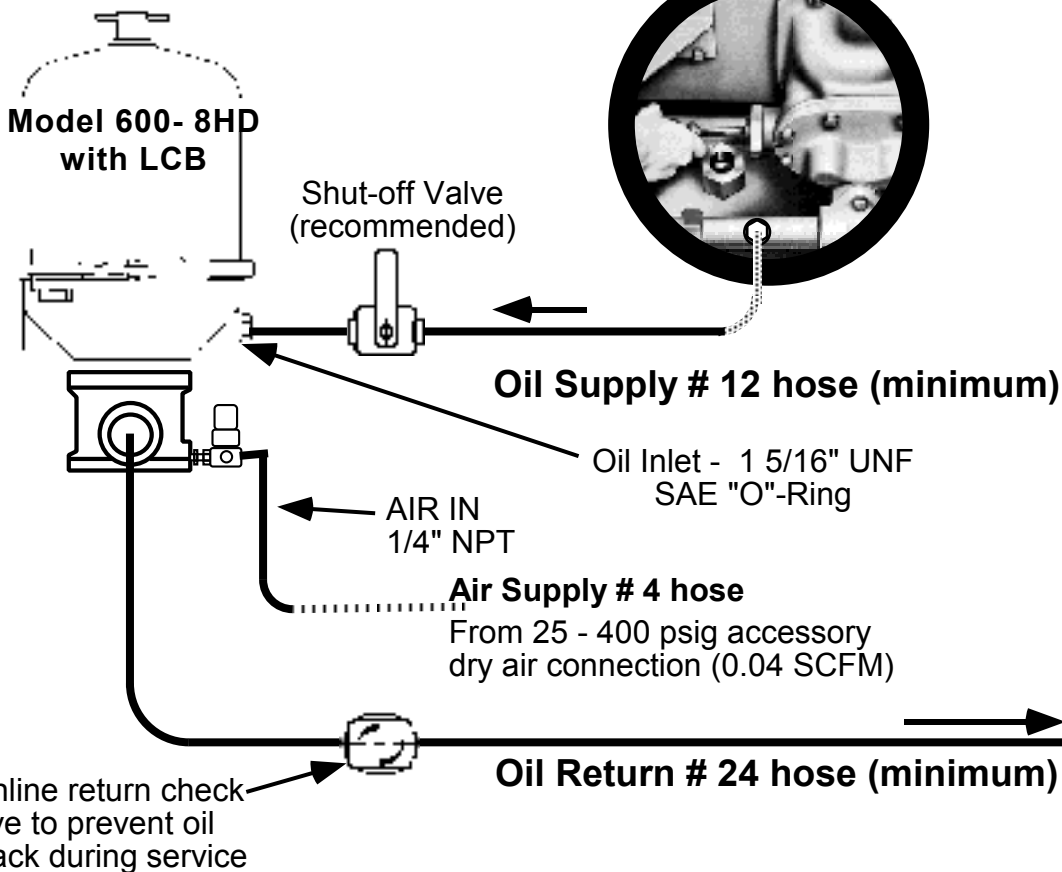 Model 600- 8HD
with LCB
Shut-off Valve
(recommended)
Oil Supply # 12 hose (minimum)
Oil Inlet - 1 5/16" UNF
SAE "O"-Ring
AIR IN
1/4" NPT
Air Supply # 4 hose
From 25 - 400 psig accessory
dry air connection (0.04 SCFM)
Oil Return # 24 hose (minimum)
nline return check
ve to prevent oil
ack during service